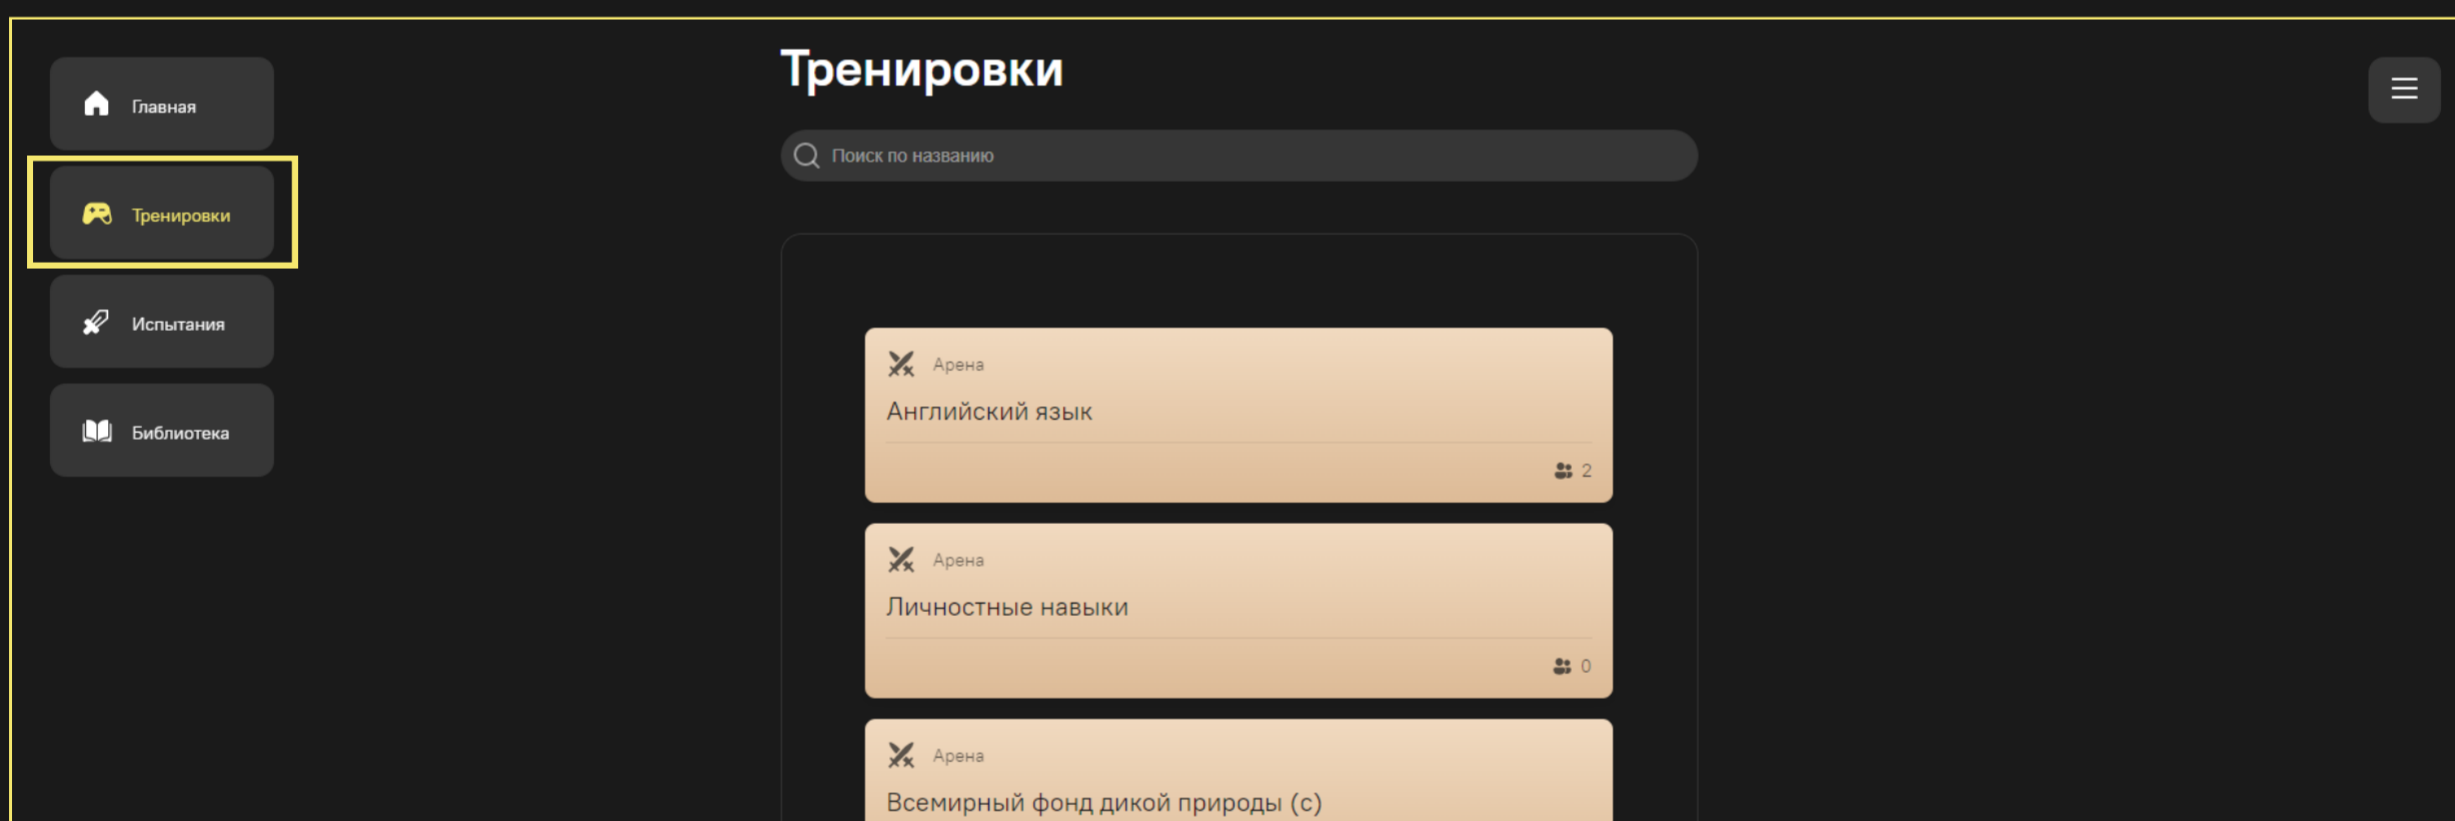 Главная
Тренировки
Испытания
Библиотека
Тренировки
Поиск по названию
Арена
Английский язык
2
Арена
Личностные навыки
0
Арена
Всемирный фонд дикой природы (с)